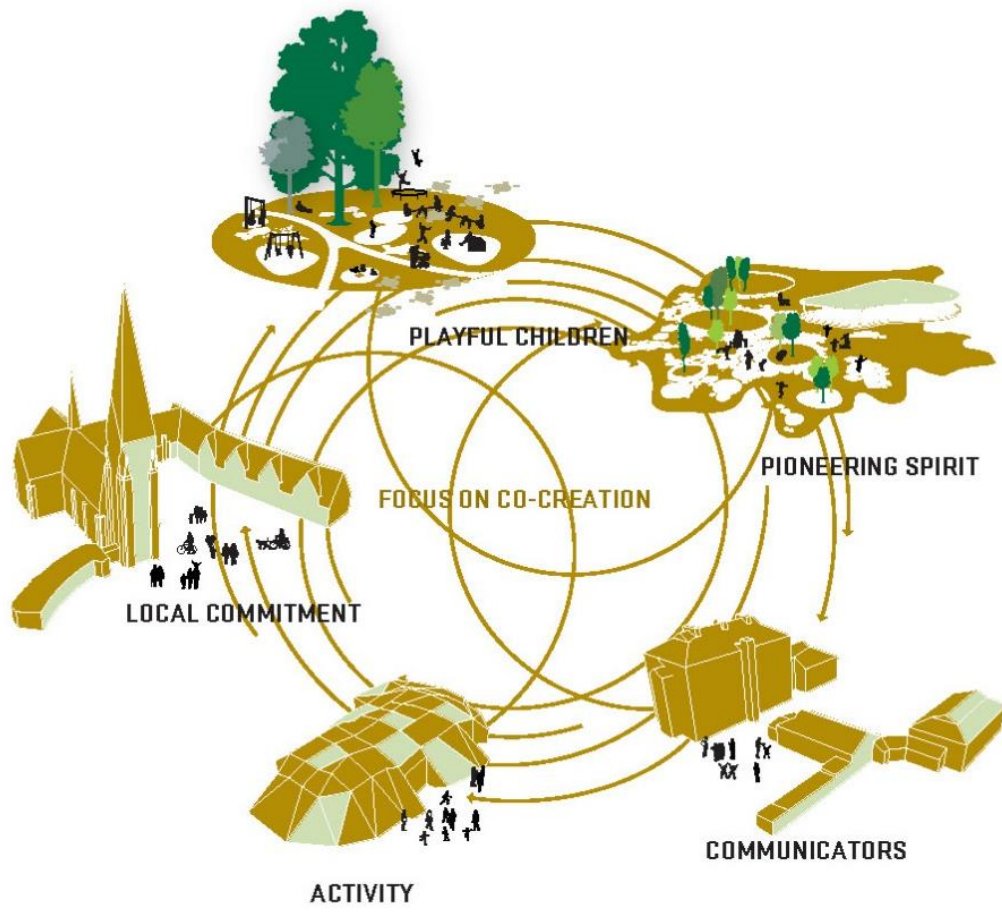 PLAYFUL CHILDREN
PIONEERING SPIRIT
FOCUS ON CO-CREATION
LOCAL COMMITMENT
COMMUNICATORS
ACTIVITY